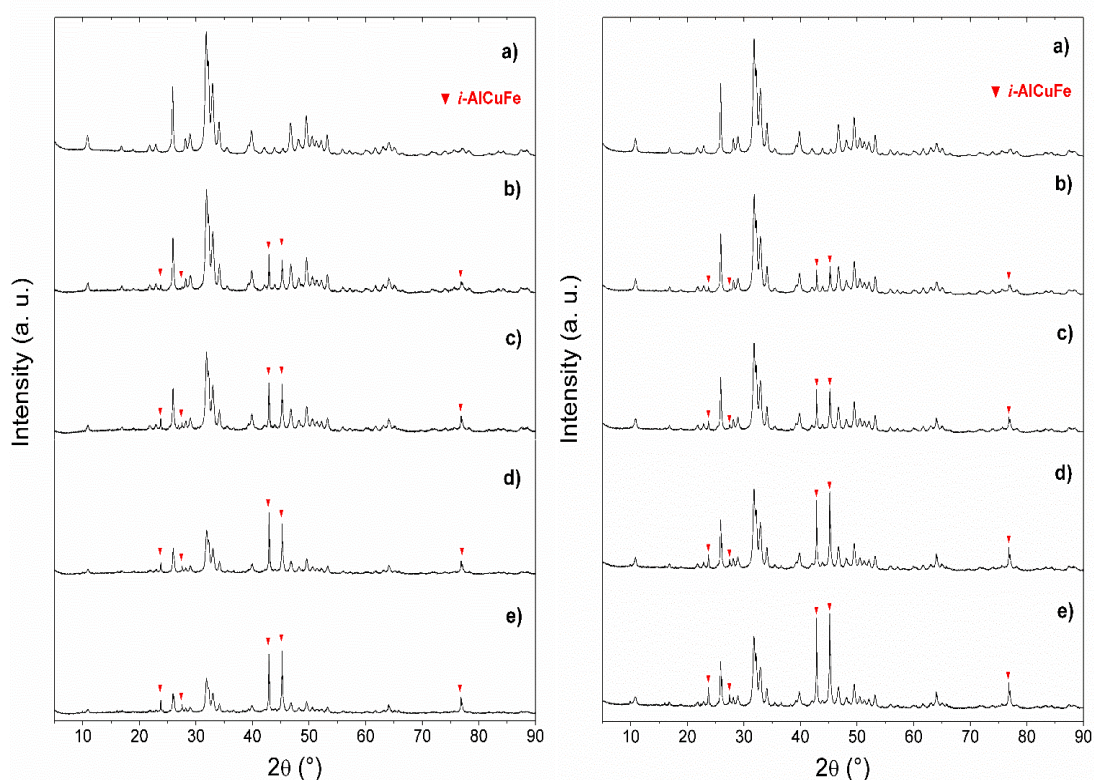 a)
▼ i-AlCuFe
b)
c)
d)
e)
Intensity (a. u.)
10 20 30 40 50 60 70 80 90
2θ (°)
a)
▼ i-AlCuFe
b)
c)
d)
e)
Intensity (a. u.)
10 20 30 40 50 60 70 80 90
2θ (°)